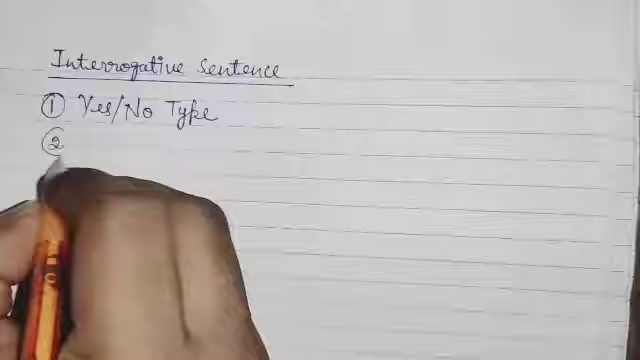 Interrogative Sentence
① Yes/No Type
②